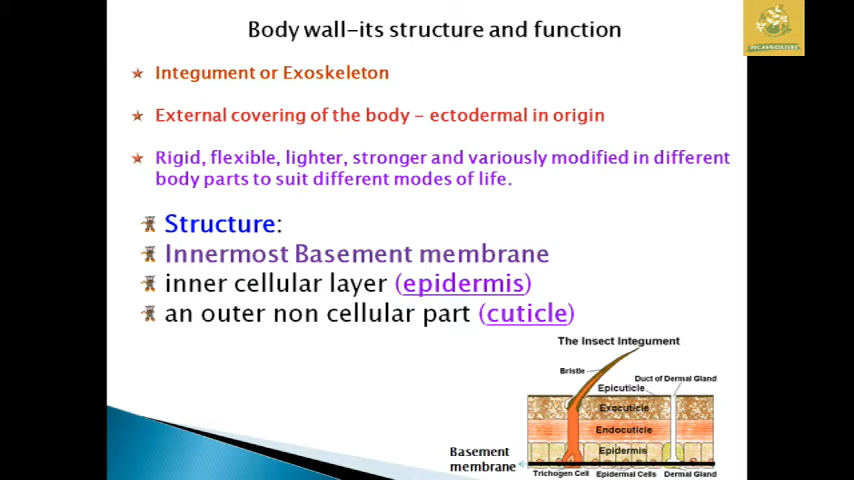 Body wall-its structure and function
Integument or Exoskeleton
External covering of the body - ectodermal in origin
Rigid, flexible, lighter, stronger and variously modified in different
body parts to suit different modes of life.
Structure:
Innermost Basement membrane
inner cellular layer (epidermis)
an outer non cellular part (cuticle)
The Insect Integument
Bristle
Duct of Dermal Gland
Epicuticle
Exocuticle
Endocuticle
Epidermis
Basement
membrane
Trichogen Cell
Epidermal Cells
Dermal Gland